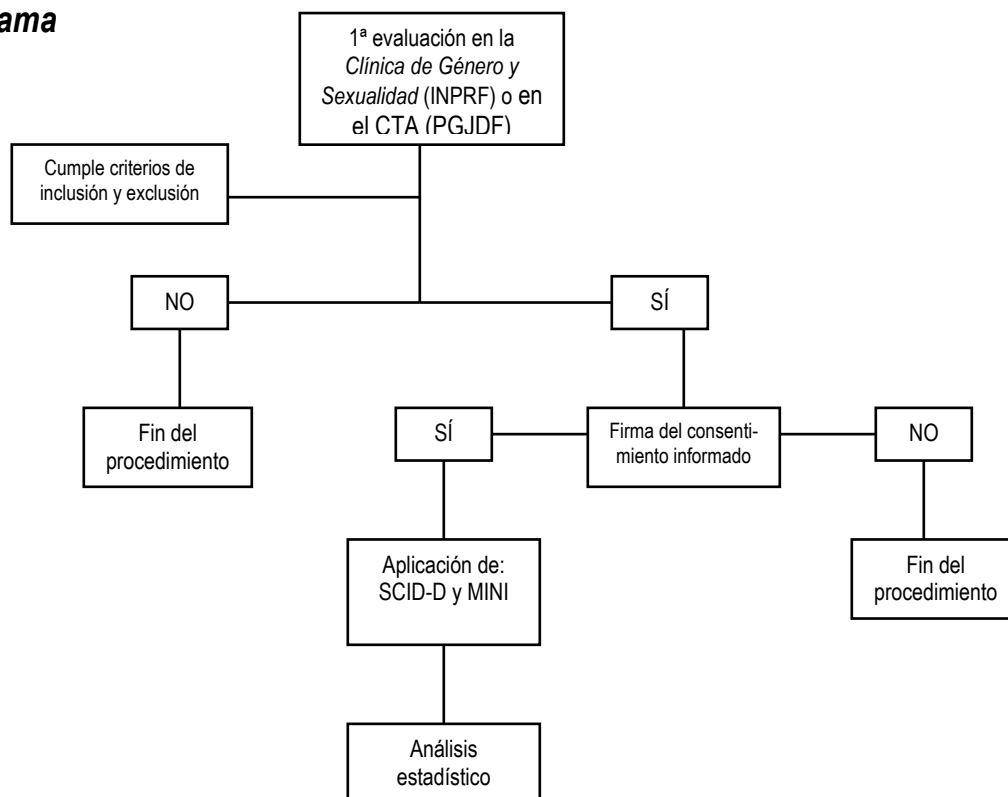 ama
1ª evaluación en la
Clínica de Género y
Sexualidad (INPRF) o en
el CTA (PGJDF)
Cumple criterios de
inclusión y exclusión
NO
SÍ
Fin del
procedimiento
SÍ
Firma del consenti-
miento informado
NO
Aplicación de:
SCID-D y MINI
Fin del
procedimiento
Análisis
estadístico